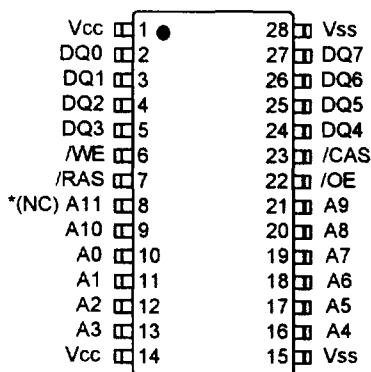 Vcc 1 28 Vss
DQ0 2 27 DQ7
DQ1 3 26 DQ6
DQ2 4 25 DQ5
DQ3 5 24 DQ4
/WE 6 23 /CAS
/RAS 7 22 /OE
*(NC) A11 8 21 A9
A10 9 20 A8
A0 10 19 A7
A1 11 18 A6
A2 12 17 A5
A3 13 16 A4
Vcc 14 15 Vss